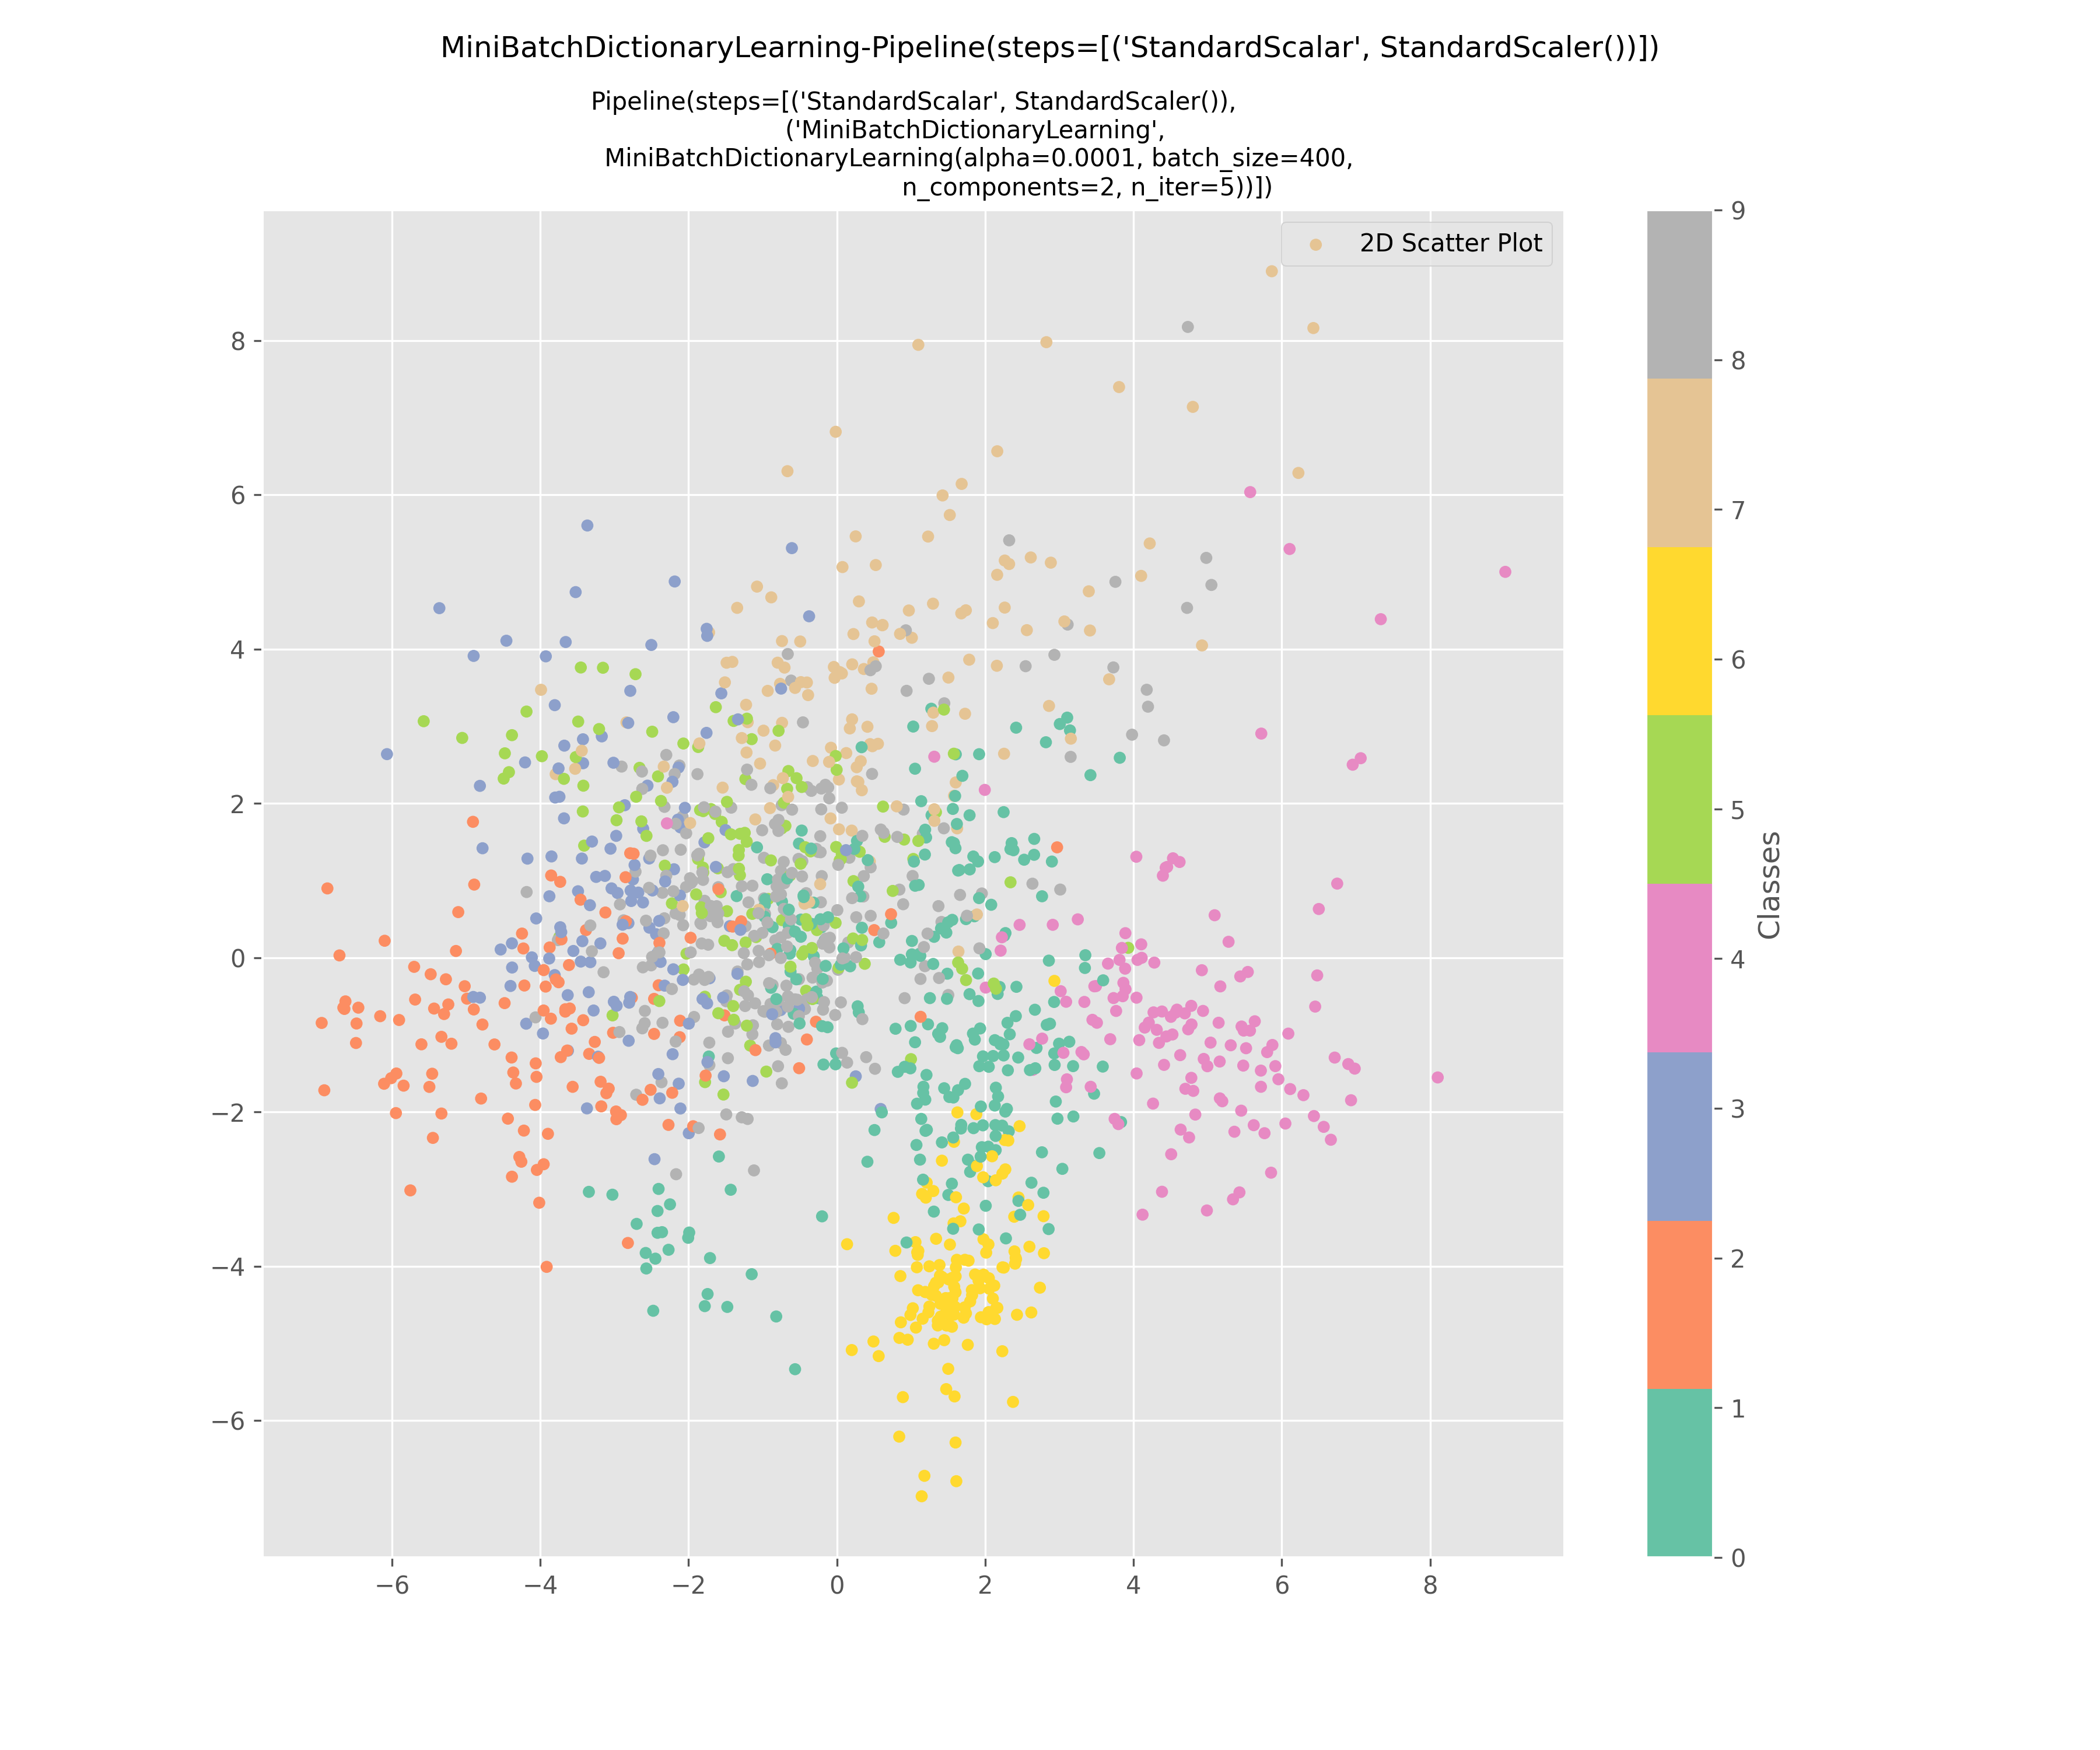 MiniBatchDictionaryLearning-Pipeline(steps=[('StandardScalar', StandardScaler())])
Pipeline(steps=[('StandardScalar', StandardScaler()),
('MiniBatchDictionaryLearning',
MiniBatchDictionaryLearning(alpha=0.0001, batch_size=400,
n_components=2, n_iter=5))])
2D Scatter Plot
8
6
4
2
0
−2
−4
−6
−6 −4 −2 0 2 4 6 8
9
8
7
6
5
4
3
2
1
0
Classes